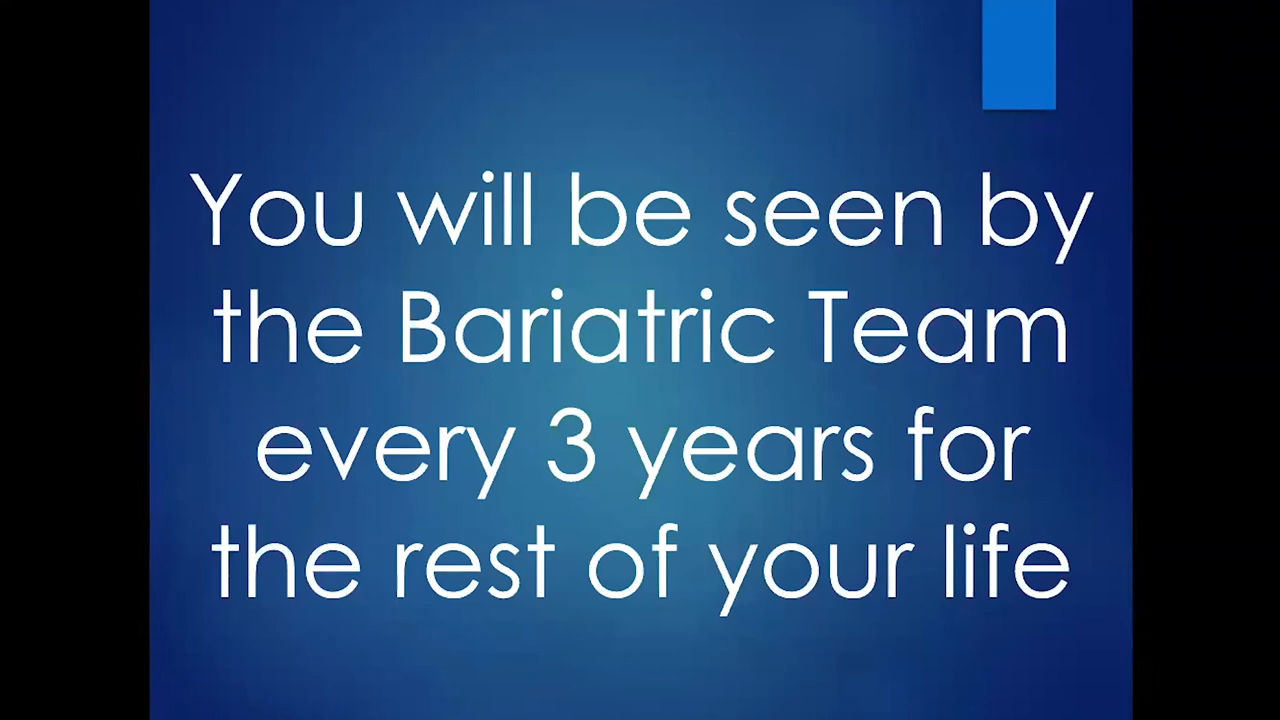 You will be seen by
the Bariatric Team
every 3 years for
the rest of your life